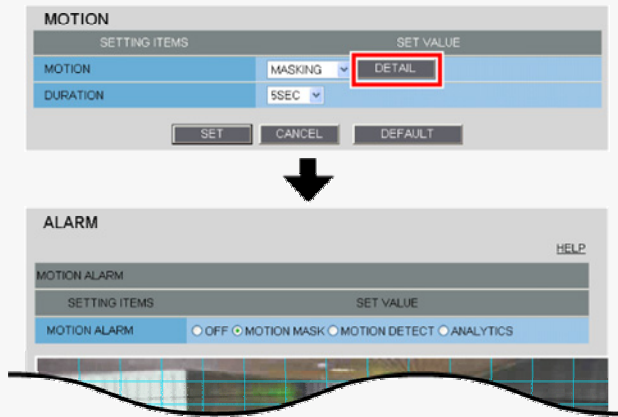 MOTION
SETTING ITEMS SET VALUE
MOTION MASKING DETAIL
DURATION 5SEC
SET CANCEL DEFAULT
ALARM
HELP
MOTION ALARM
SETTING ITEMS SET VALUE
MOTION ALARM OFF MOTION MASK MOTION DETECT ANALYTICS